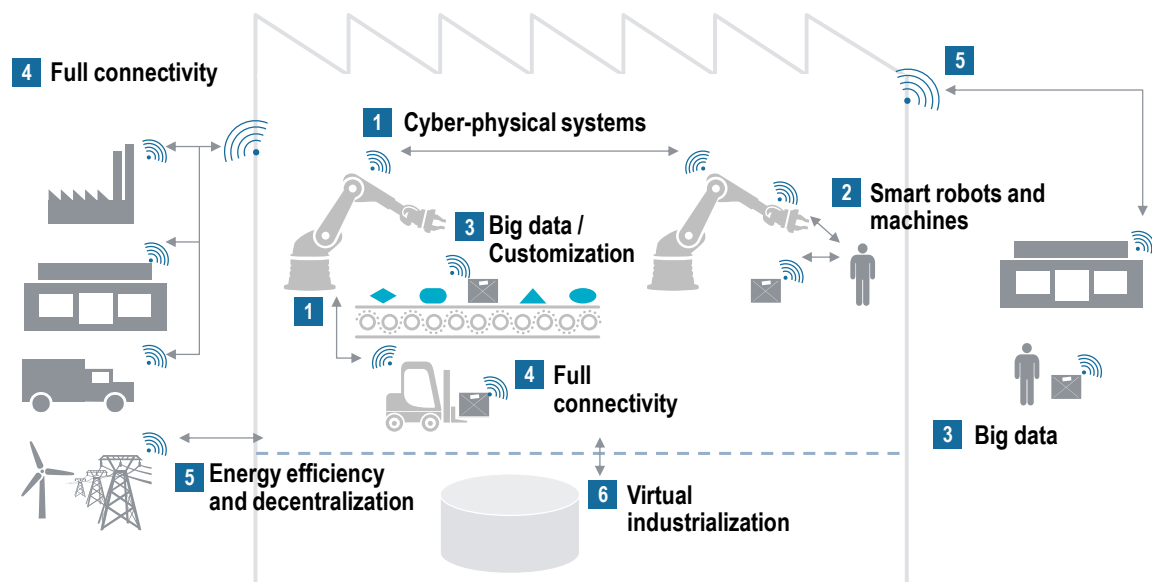 4 Full connectivity
5
1 Cyber-physical systems
2 Smart robots and
machines
3 Big data /
Customization
1
4 Full
connectivity
3 Big data
5 Energy efficiency
and decentralization
6 Virtual
industrialization